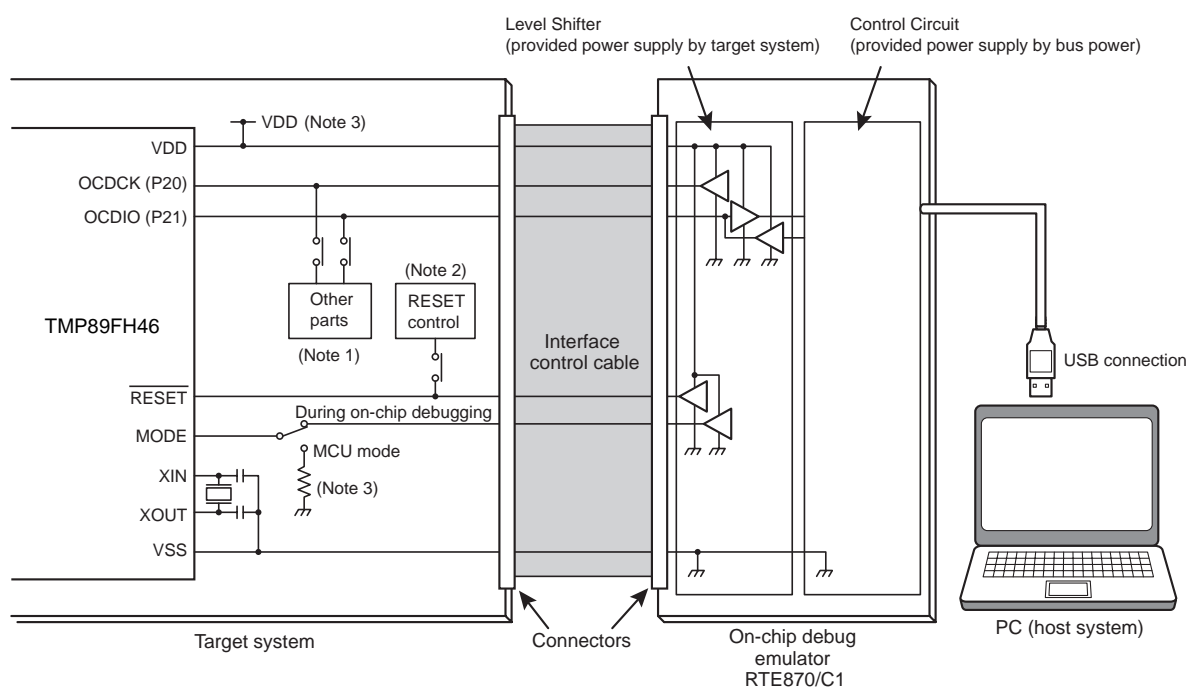 Level Shifter
(provided power supply by target system)
Control Circuit
(provided power supply by bus power)
VDD (Note 3)
VDD
OCDCK (P20)
OCDIO (P21)
(Note 2)
Other
parts
RESET
control
TMP89FH46
(Note 1)
Interface
control cable
USB connection
RESET
During on-chip debugging
MODE
MCU mode
XIN
(Note 3)
XOUT
VSS
Target system
Connectors
On-chip debug
emulator
RTE870/C1
PC (host system)